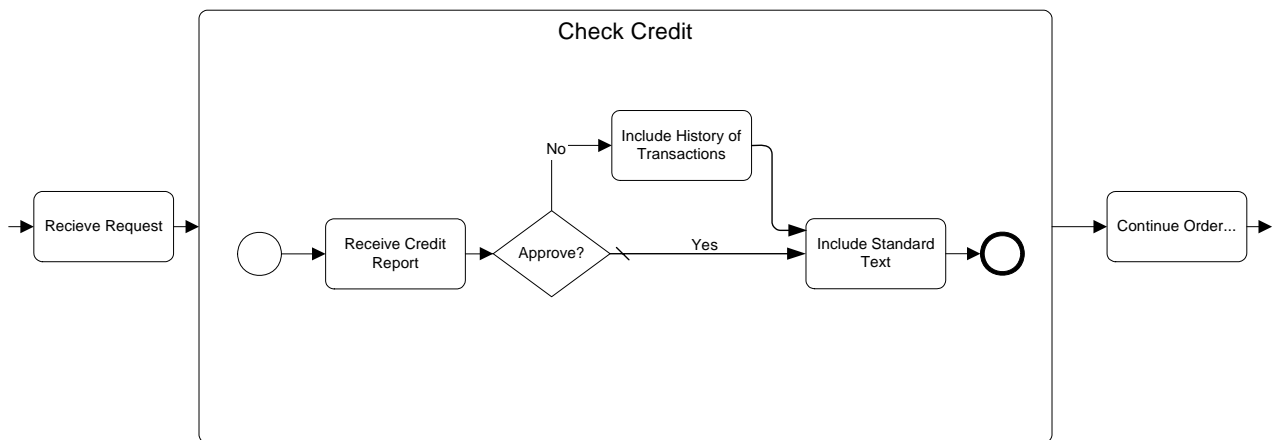 Check Credit
Include History of
Transactions
No
Recieve Request
Receive Credit
Report
Approve?
Yes
Include Standard
Text
Continue Order...